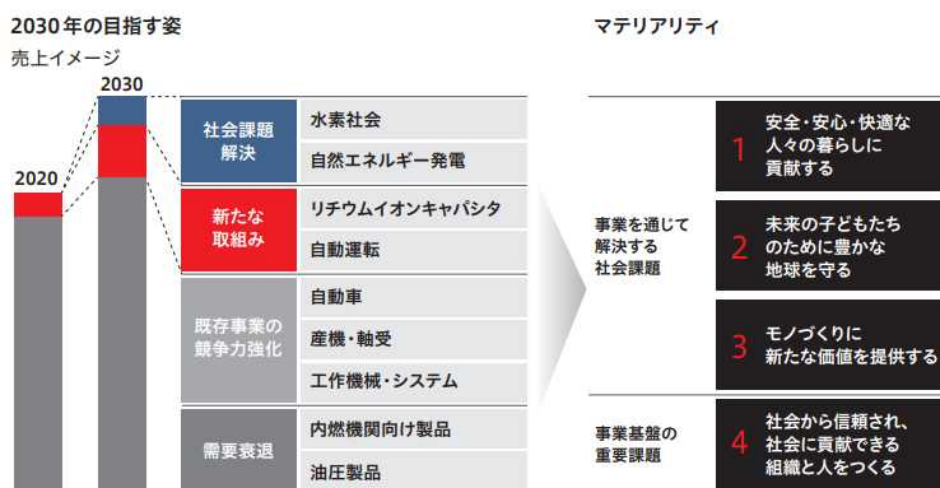 2030年の目指す姿
売上イメージ
2030
2020
社会課題
解決
水素社会
自然エネルギー発電
新たな
取組み
リチウムイオンキャパシタ
自動運転
既存事業の
競争力強化
自動車
産機・軸受
工作機械・システム
需要衰退
内燃機関向け製品
油圧製品
マテリアリティ
事業を通じて
解決する
社会課題
1
安全・安心・快適な
人々の暮らしに
貢献する
2
未来の子どもたち
のために豊かな
地球を守る
3
モノづくりに
新たな価値を提供する
事業基盤の
重要課題
4
社会から信頼され、
社会に貢献できる
組織と人をつくる